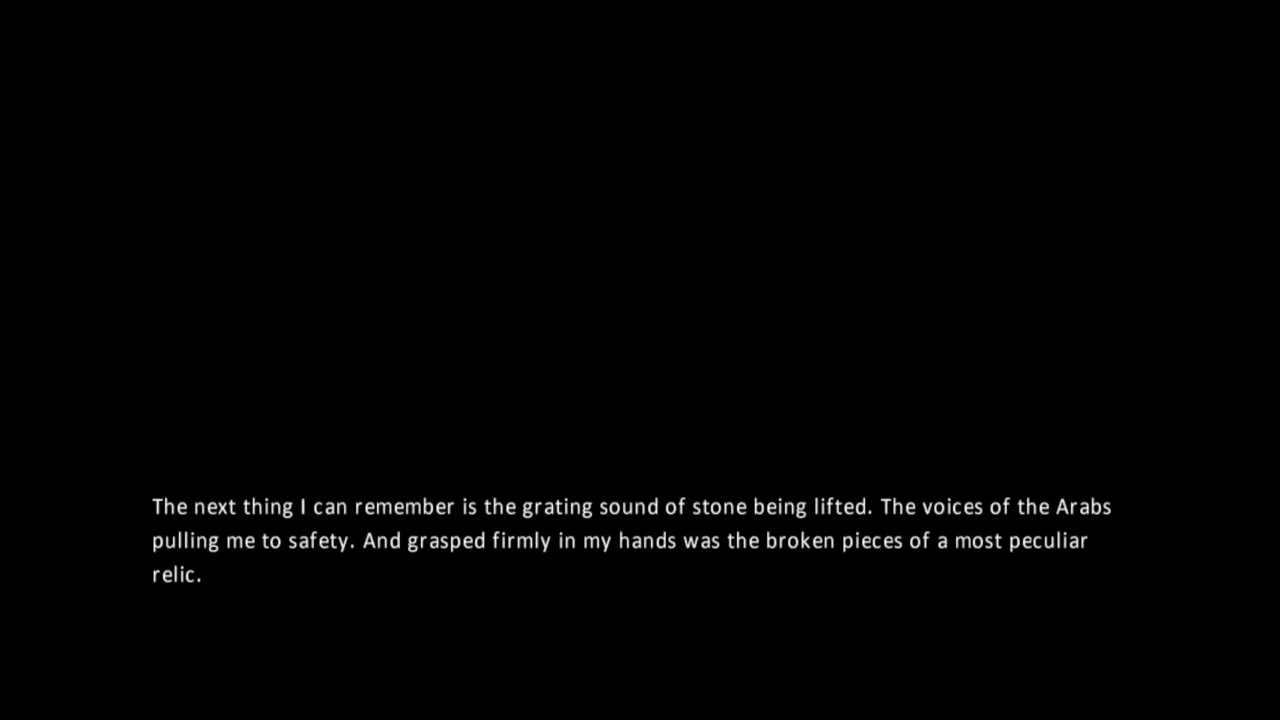 The next thing I can remember is the grating sound of stone being lifted. The voices of the Arabs
pulling me to safety. And grasped firmly in my hands was the broken pieces of a most peculiar
relic.